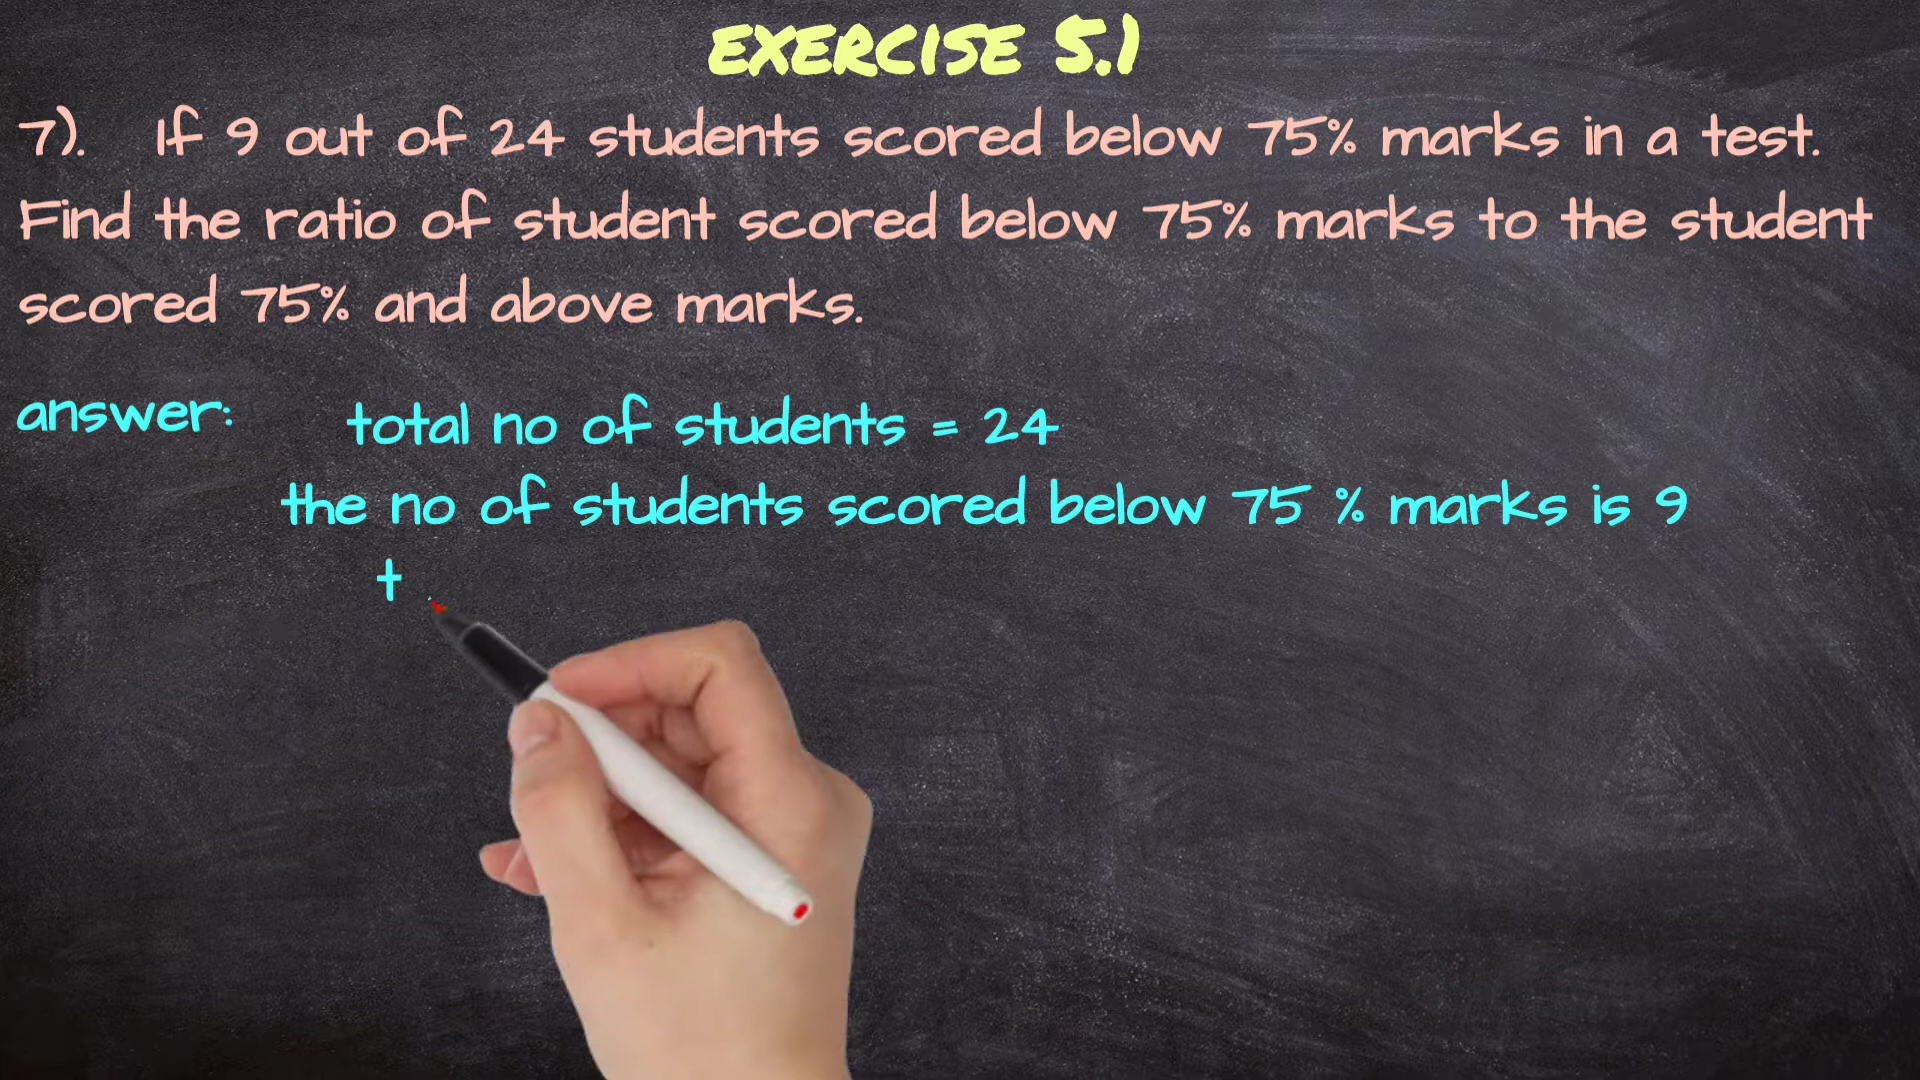 EXERCISE 5.1
7). If 9 out of 24 students scored below 75% marks in a test.
Find the ratio of student scored below 75% marks to the student
scored 75% and above marks.
answer:
total no of students = 24
the no of students scored below 75 % marks is 9
t